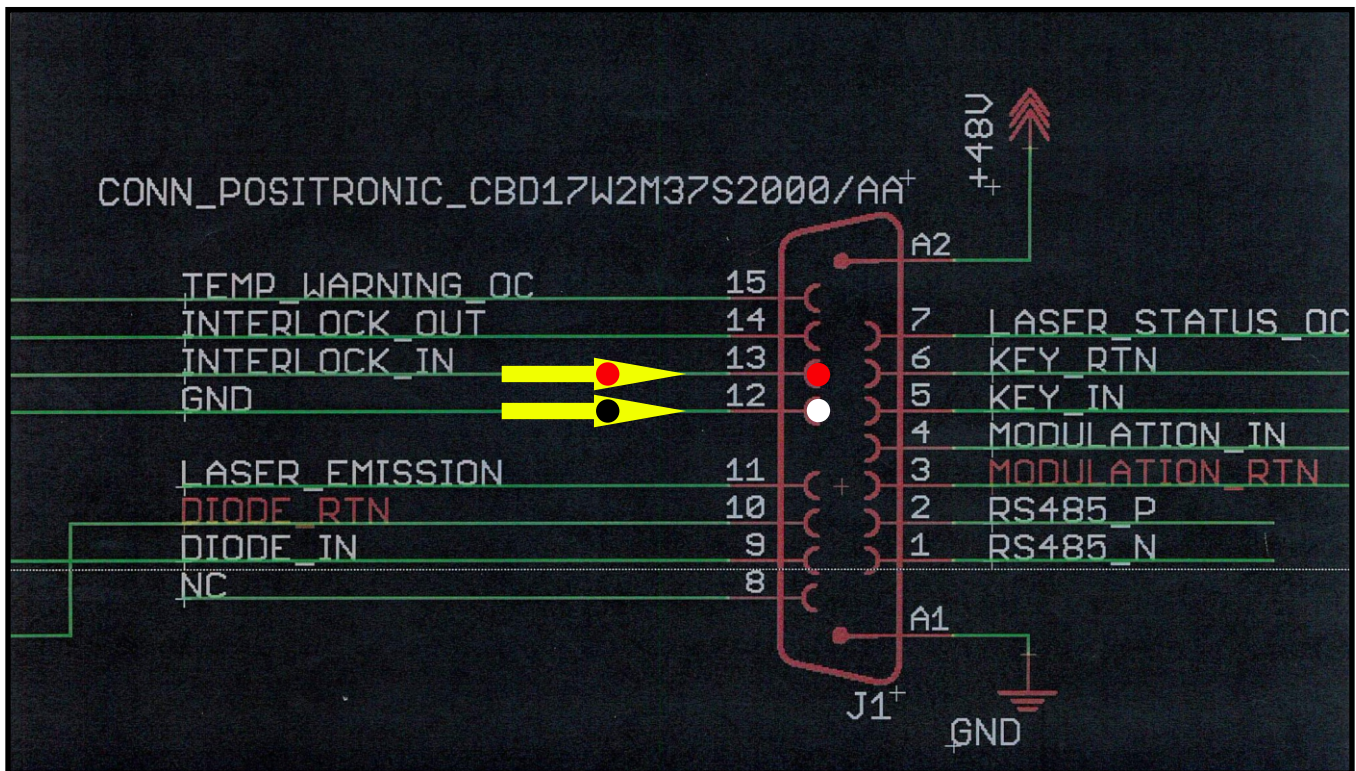 +48V
CONN_POSITRONIC_CBD17W2M37S2000/AA
A2
TEMP_WARNING_OC 15
INTERLOCK_OUT 14 7 LASER_STATUS_OC
INTERLOCK_IN 13 6 KEY_RTN
GND 12 5 KEY_IN
4 MODULATION_IN
LASER_EMISSION 11 3 MODULATION_RTN
DIODE_RTN 10 2 RS485_P
DIODE_IN 9 1 RS485_N
NC 8
A1
J1
GND